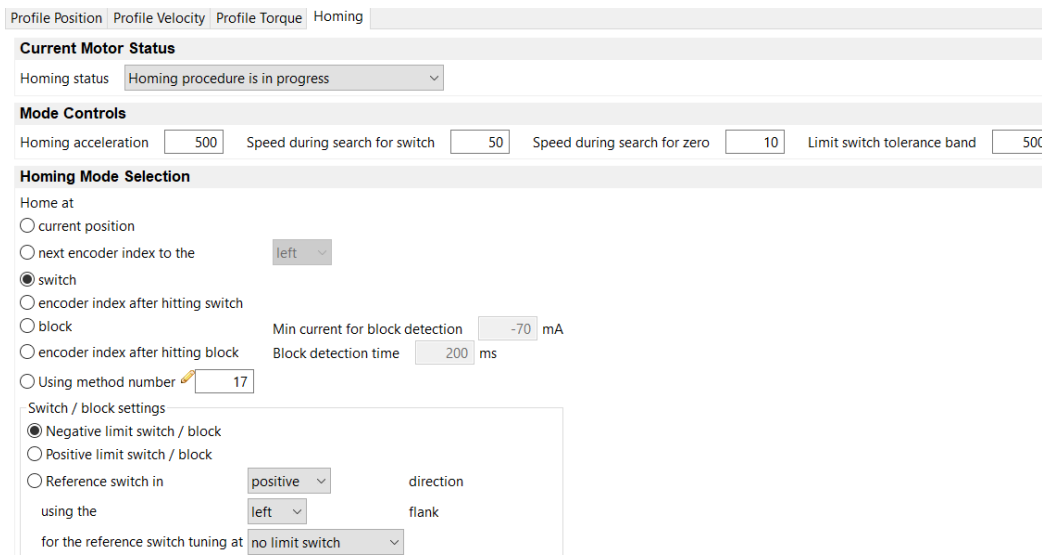 Profile Position Profile Velocity Profile Torque Homing
Current Motor Status
Homing status Homing procedure is in progress
Mode Controls
Homing acceleration 500 Speed during search for switch 50 Speed during search for zero 10 Limit switch tolerance band 500
Homing Mode Selection
Home at
current position
next encoder index to the left
switch
encoder index after hitting switch
block Min current for block detection -70 mA
encoder index after hitting block Block detection time 200 ms
Using method number 17
Switch / block settings
Negative limit switch / block
Positive limit switch / block
Reference switch in positive direction
using the left flank
for the reference switch tuning at no limit switch